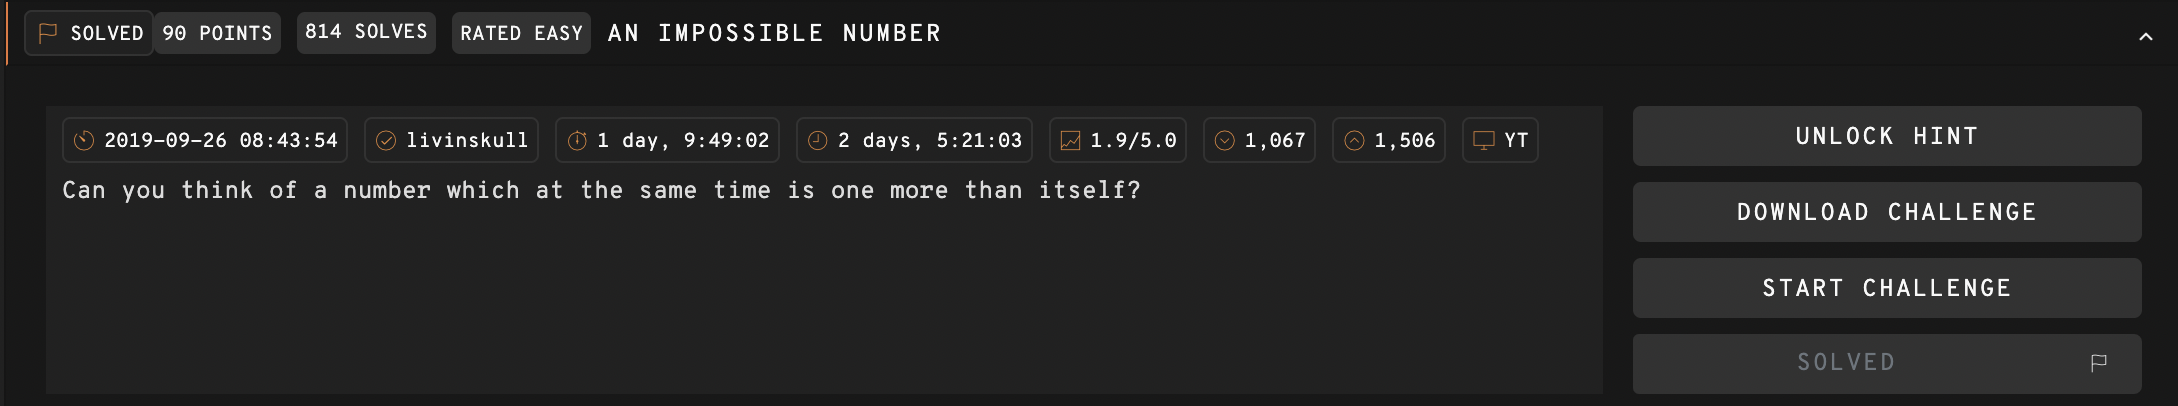 SOLVED 90 POINTS 814 SOLVES RATED EASY AN IMPOSSIBLE NUMBER
2019-09-26 08:43:54 livinskull 1 day, 9:49:02 2 days, 5:21:03 1.9/5.0 1,067 1,506 YT
Can you think of a number which at the same time is one more than itself?
UNLOCK HINT
DOWNLOAD CHALLENGE
START CHALLENGE
SOLVED